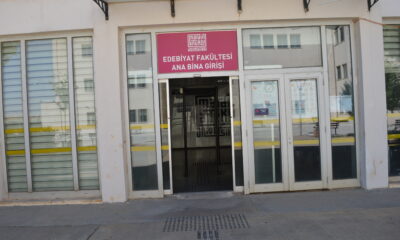 EDEBİYAT FAKÜLTESİ
ANA BİNA GİRİŞİ